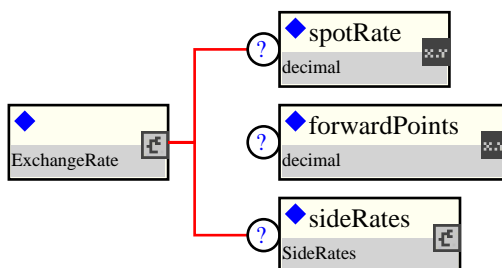 ? spotRate
x.y
decimal
ExchangeRate
? forwardPoints
x.y
decimal
? sideRates
SideRates